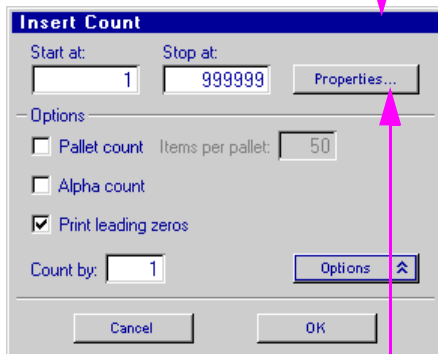 Insert Count
Start at: Stop at:
1 999999 Properties...
Options
Pallet count Items per pallet: 50
Alpha count
Print leading zeros
Count by: 1 Options
Cancel OK